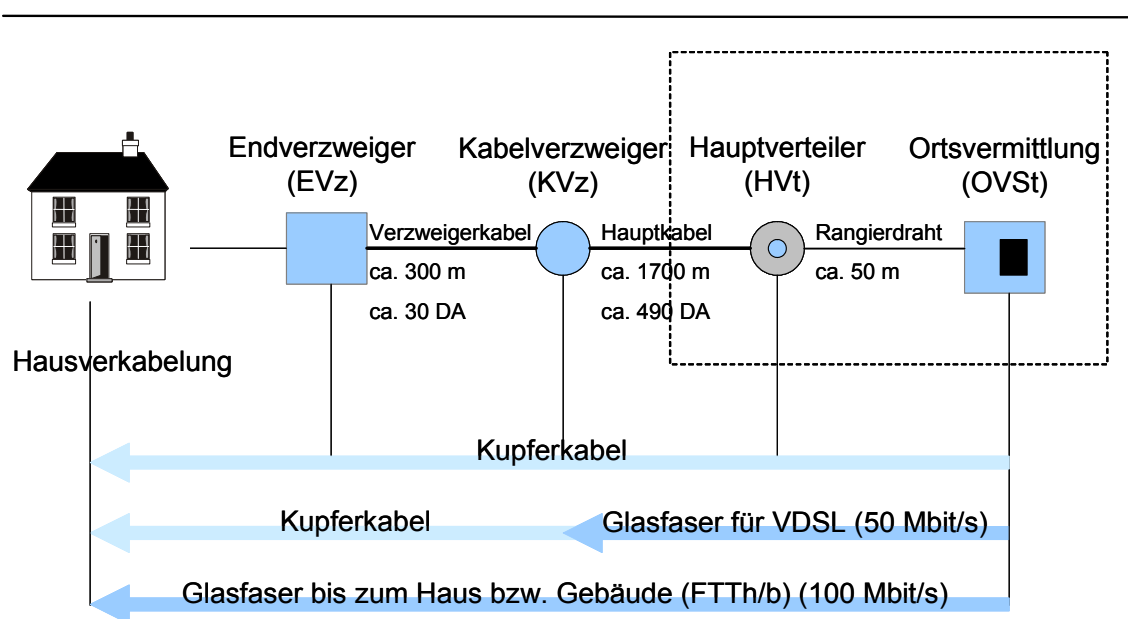 Endverzweiger
(EVz)
Kabelverzweiger
(KVz)
Hauptverteiler
(HVt)
Ortsvermittlung
(OVSt)
Verzweigerkabel
ca. 300 m
ca. 30 DA
Hauptkabel
ca. 1700 m
ca. 490 DA
Rangierdraht
ca. 50 m
Hausverkabelung
Kupferkabel
Kupferkabel
Glasfaser für VDSL (50 Mbit/s)
Glasfaser bis zum Haus bzw. Gebäude (FTTh/b) (100 Mbit/s)